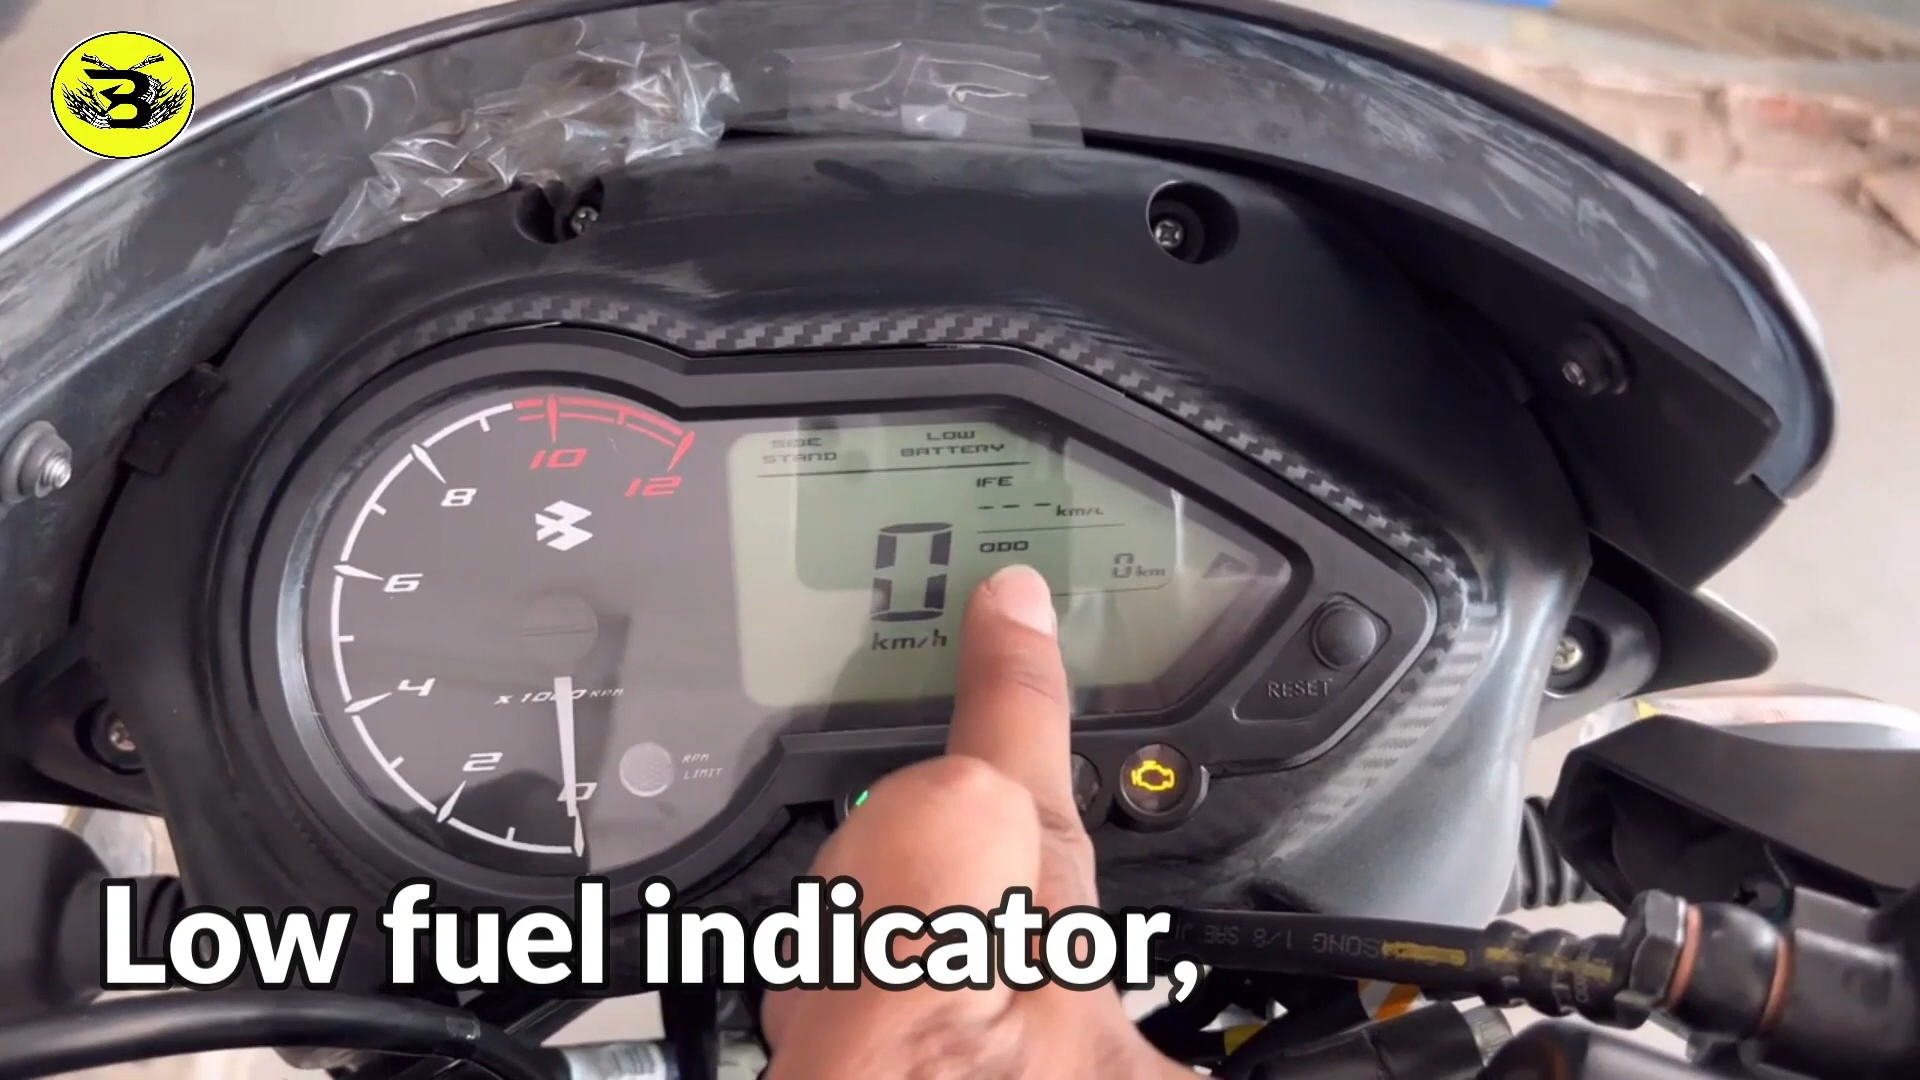 10
12
8
6
4
2
0
x 1000 RPM
RPM
LIMIT
SIDE
STAND
LOW
BATTERY
IFE
--- km/L
ODO
0 km
0
km/h
RESET
Low fuel indicator,